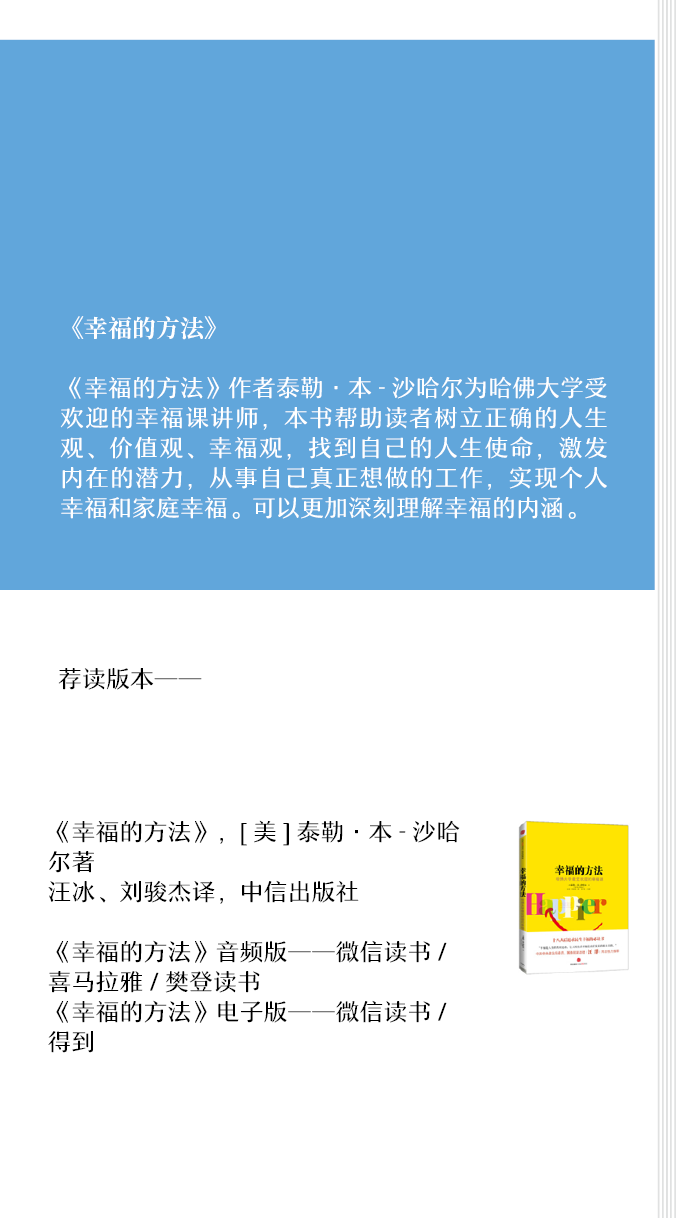 《幸福的方法》
《幸福的方法》作者泰勒·本-沙哈尔为哈佛大学受
欢迎的幸福课讲师，本书帮助读者树立正确的人生
观、价值观、幸福观，找到自己的人生使命，激发
内在的潜力，从事自己真正想做的工作，实现个人
幸福和家庭幸福。可以更加深刻理解幸福的内涵。
荐读版本——
《幸福的方法》，[美]泰勒·本-沙哈
尔著
汪冰、刘骏杰译，中信出版社
《幸福的方法》音频版——微信读书/
喜马拉雅/樊登读书
《幸福的方法》电子版——微信读书/
得到
幸福的方法
幸福的方法
Happier